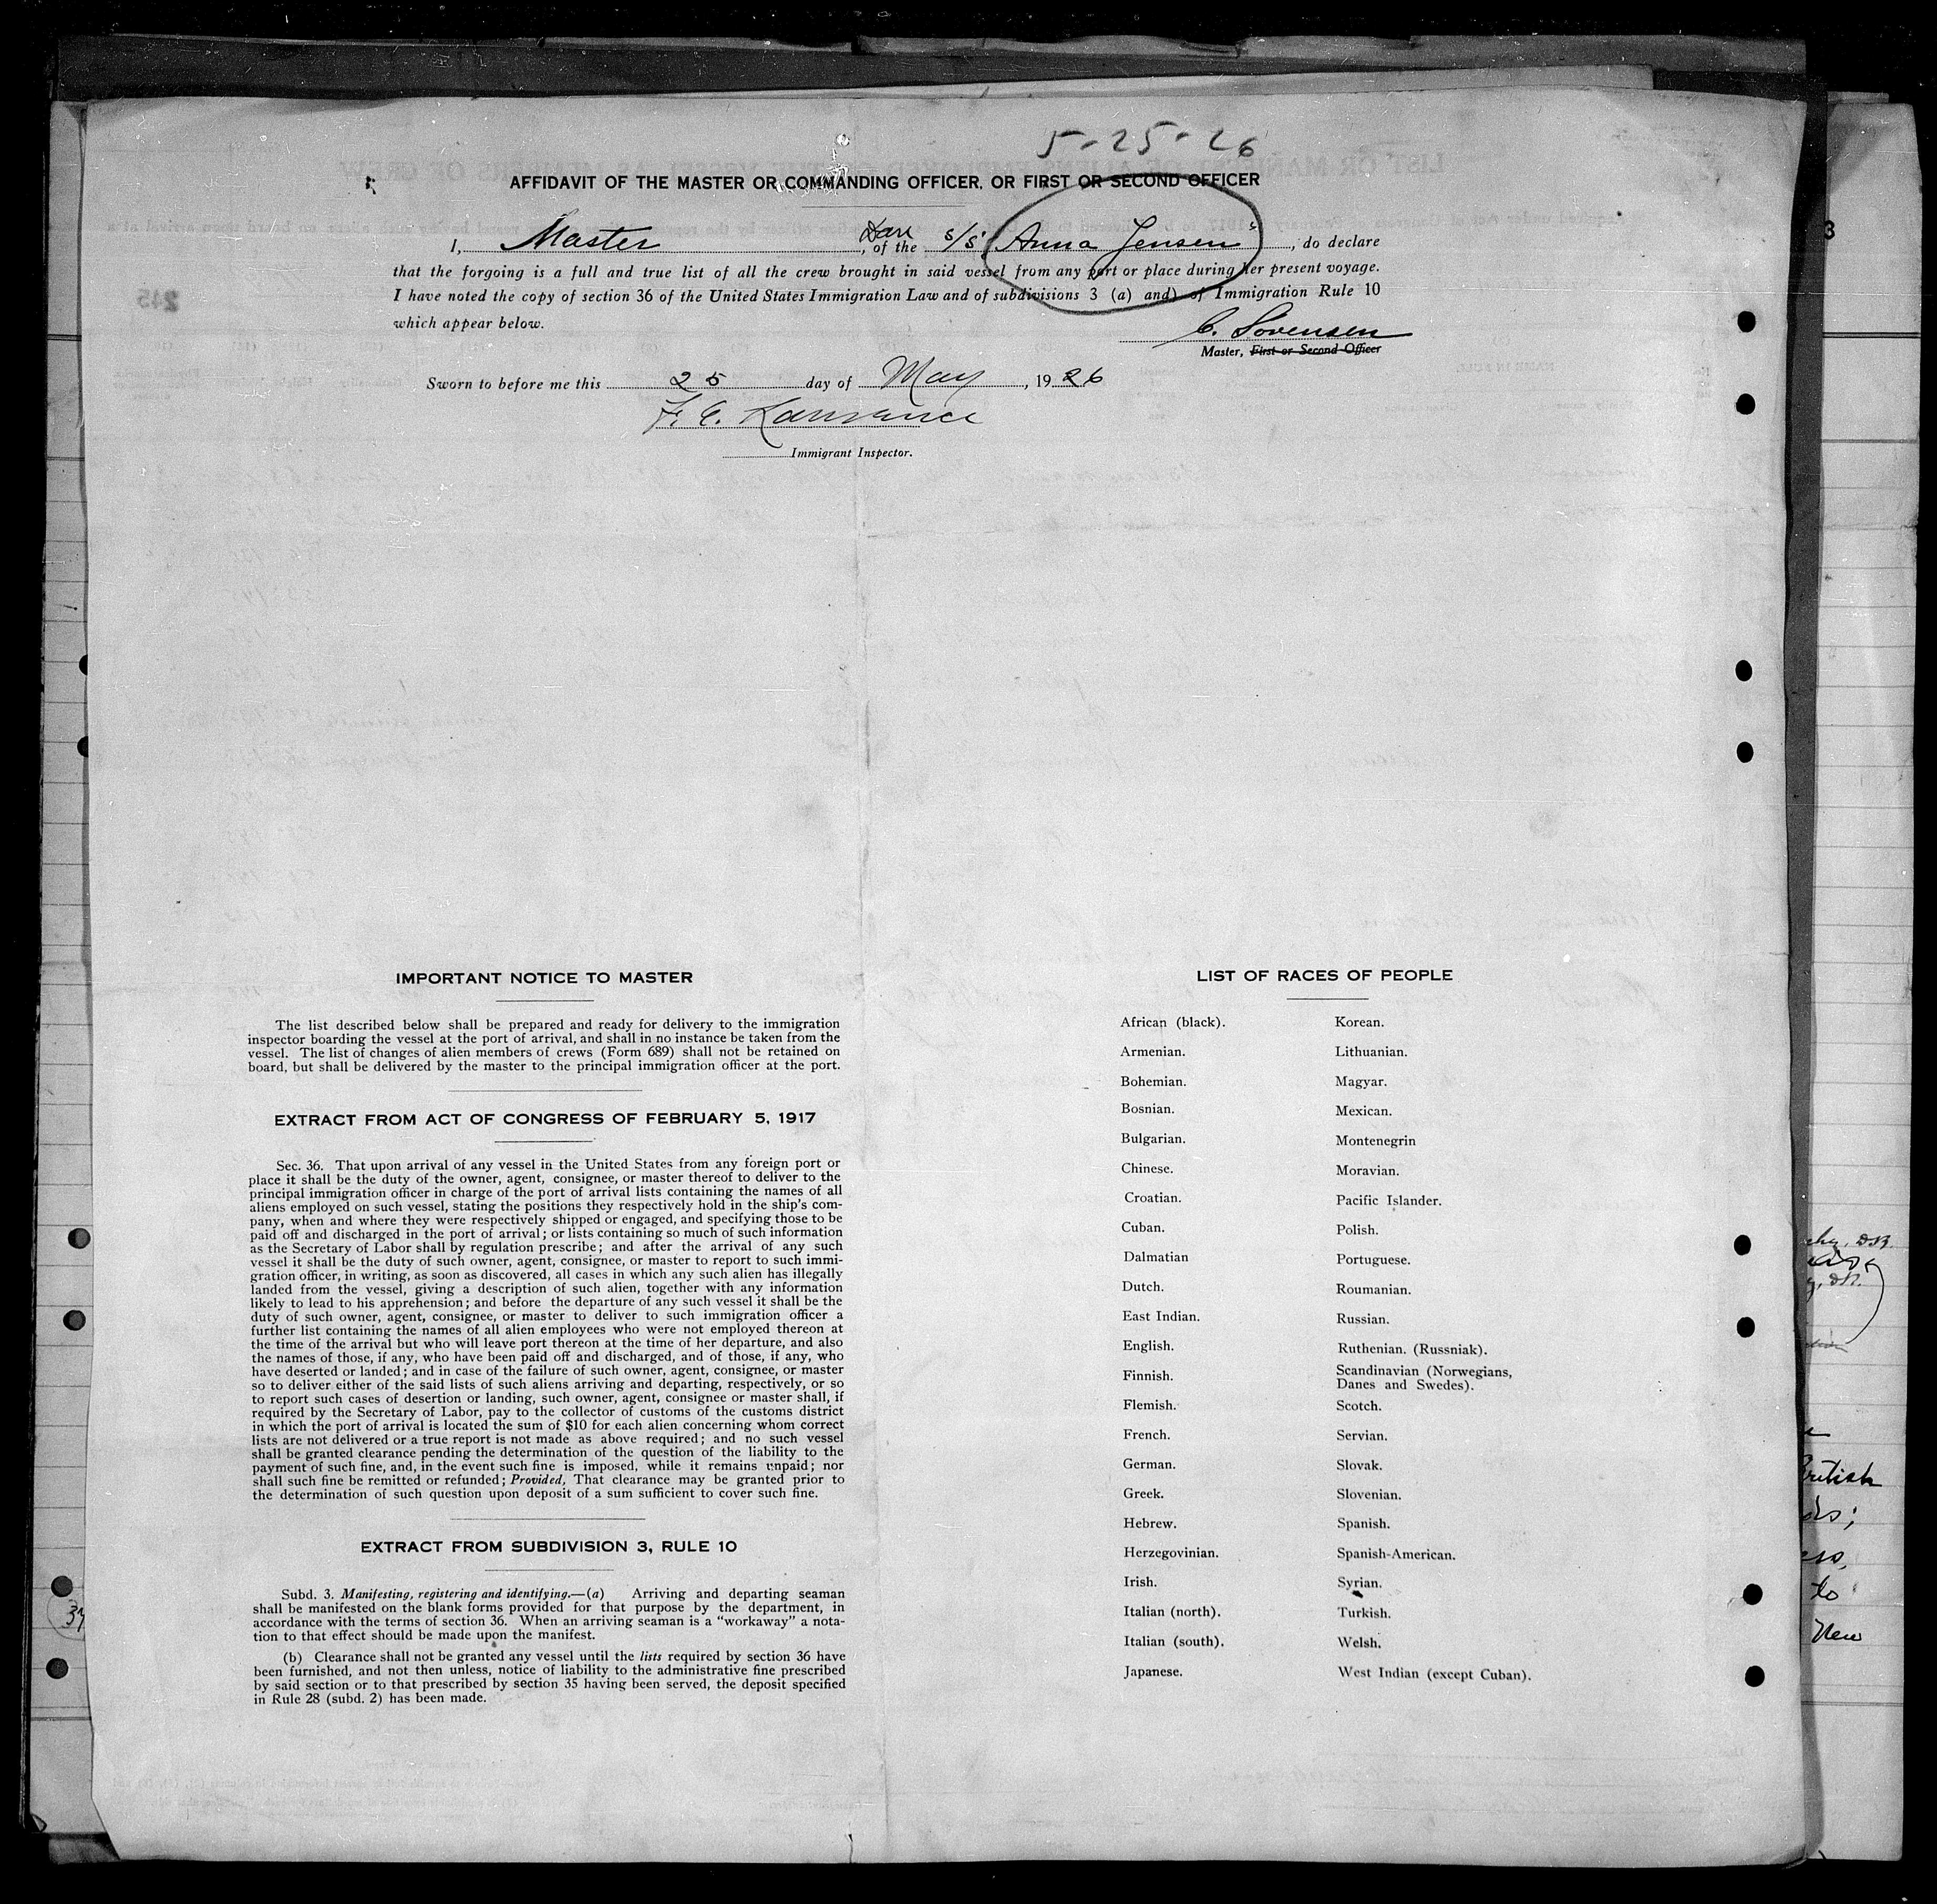 5-25-26
AFFIDAVIT OF THE MASTER OR COMMANDING OFFICER, OR FIRST OR SECOND OFFICER
I, Master, of the s/s Anna Jensen, do declare
that the forgoing is a full and true list of all the crew brought in said vessel from any port or place during her present voyage.
I have noted the copy of section 36 of the United States Immigration Law and of subdivisions 3 (a) and) of Immigration Rule 10
which appear below.
C. Sorensen
Master, First or Second Officer
Sworn to before me this 25 day of May, 1926
F. C.
Immigrant Inspector.
IMPORTANT NOTICE TO MASTER
The list described below shall be prepared and ready for delivery to the immigration
inspector boarding the vessel at the port of arrival, and shall in no instance be taken from the
vessel. The list of changes of alien members of crews (Form 689) shall not be retained on
board, but shall be delivered by the master to the principal immigration officer at the port.
EXTRACT FROM ACT OF CONGRESS OF FEBRUARY 5, 1917
Sec. 36. That upon arrival of any vessel in the United States from any foreign port or
place it shall be the duty of the owner, agent, consignee, or master thereof to deliver to the
principal immigration officer in charge of the port of arrival lists containing the names of all
aliens employed on such vessel, stating the positions they respectively hold in the ship's com-
pany, when and where they were respectively shipped or engaged, and specifying those to be
paid off and discharged in the port of arrival; or lists containing so much of such information
as the Secretary of Labor shall by regulation prescribe; and after the arrival of any such
vessel it shall be the duty of such owner, agent, consignee, or master to report to such immi-
gration officer, in writing, as soon as discovered, all cases in which any such alien has illegally
landed from the vessel, giving a description of such alien, together with any information
likely to lead to his apprehension; and before the departure of any such vessel it shall be the
duty of such owner, agent, consignee, or master to deliver to such immigration officer a
further list containing the names of all alien employees who were not employed thereon at
the time of the arrival but who will leave port thereon at the time of her departure, and also
the names of those, if any, who have been paid off and discharged, and of those, if any, who
have deserted or landed; and in case of the failure of such owner, agent, consignee, or master
so to deliver either of the said lists of such aliens arriving and departing, respectively, or so
to report such cases of desertion or landing, such owner, agent, consignee or master shall, if
required by the Secretary of Labor, pay to the collector of customs of the customs district
in which the port of arrival is located the sum of $10 for each alien concerning whom correct
lists are not delivered or a true report is not made as above required; and no such vessel
shall be granted clearance pending the determination of the question of the liability to the
payment of such fine, and, in the event such fine is imposed, while it remains unpaid; nor
shall such fine be remitted or refunded; Provided, That clearance may be granted prior to
the determination of such question upon deposit of a sum sufficient to cover such fine.
EXTRACT FROM SUBDIVISION 3, RULE 10
Subd. 3. Manifesting, registering and identifying.—(a) Arriving and departing seaman
shall be manifested on the blank forms provided for that purpose by the department, in
accordance with the terms of section 36. When an arriving seaman is a "workaway" a nota-
tion to that effect should be made upon the manifest.
(b) Clearance shall not be granted any vessel until the lists required by section 36 have
been furnished, and not then unless, notice of liability to the administrative fine prescribed
by said section or to that prescribed by section 35 having been served, the deposit specified
in Rule 28 (subd. 2) has been made.
LIST OF RACES OF PEOPLE
African (black).
Armenian.
Bohemian.
Bosnian.
Bulgarian.
Chinese.
Croatian.
Cuban.
Dalmatian
Dutch.
East Indian.
English.
Finnish.
Flemish.
French.
German.
Greek.
Hebrew.
Herzegovinian.
Irish.
Italian (north).
Italian (south).
Japanese.
Korean.
Lithuanian.
Magyar.
Mexican.
Montenegrin
Moravian.
Pacific Islander.
Polish.
Portuguese.
Roumanian.
Russian.
Ruthenian. (Russniak).
Scandinavian (Norwegians,
Danes and Swedes).
Scotch.
Servian.
Slovak.
Slovenian.
Spanish.
Spanish-American.
Syrian.
Turkish.
Welsh.
West Indian (except Cuban).
3
British
to
New
37